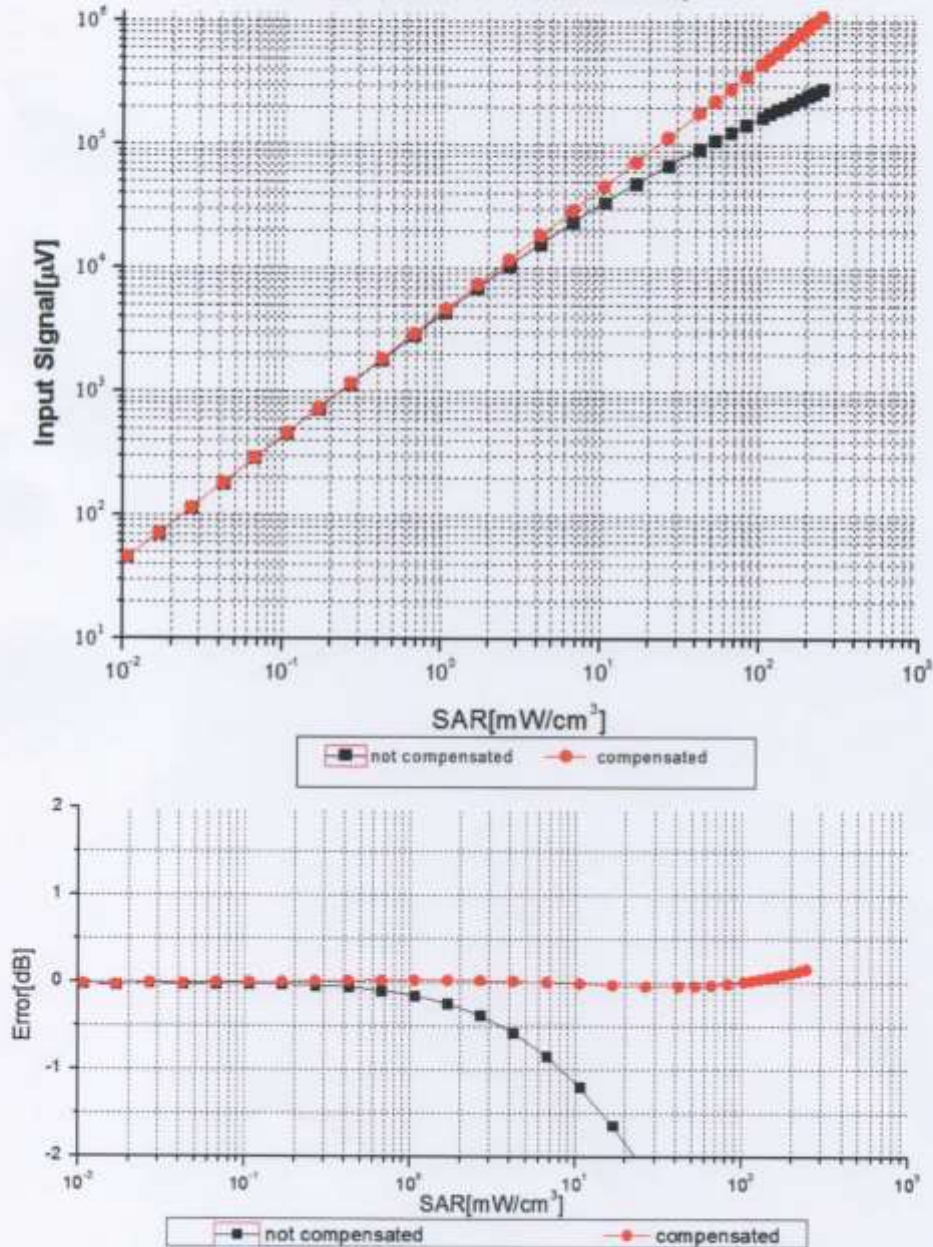 10⁶
10⁵
10⁴
10³
10²
10¹
Input Signal[µV]
10⁻² 10⁻¹ 10⁰ 10¹ 10² 10³
SAR[mW/cm³]
not compensated compensated
2
1
0
-1
-2
Error[dB]
10⁻² 10⁻¹ 10⁰ 10¹ 10² 10³
SAR[mW/cm³]
not compensated compensated